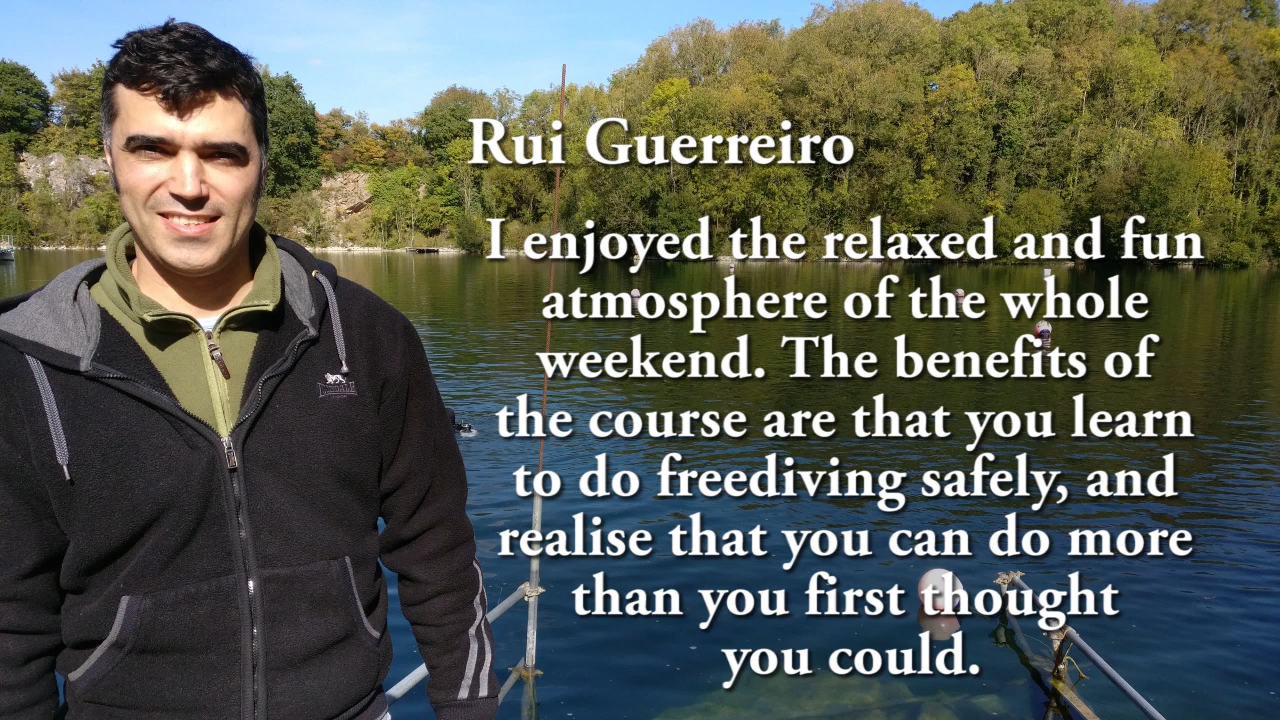 Rui Guerreiro
I enjoyed the relaxed and fun
atmosphere of the whole
weekend. The benefits of
the course are that you learn
to do freediving safely, and
realise that you can do more
than you first thought
you could.